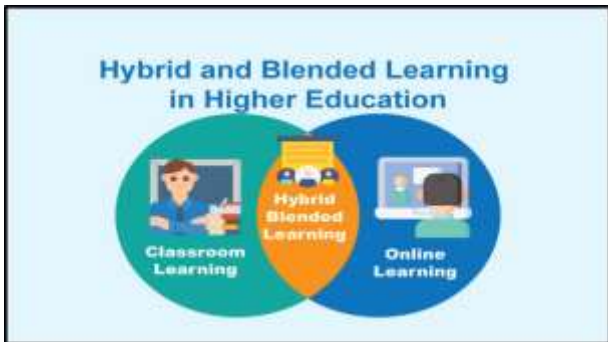 Hybrid and Blended Learning
in Higher Education
Classroom
Learning
Hybrid
Blended
Learning
Online
Learning